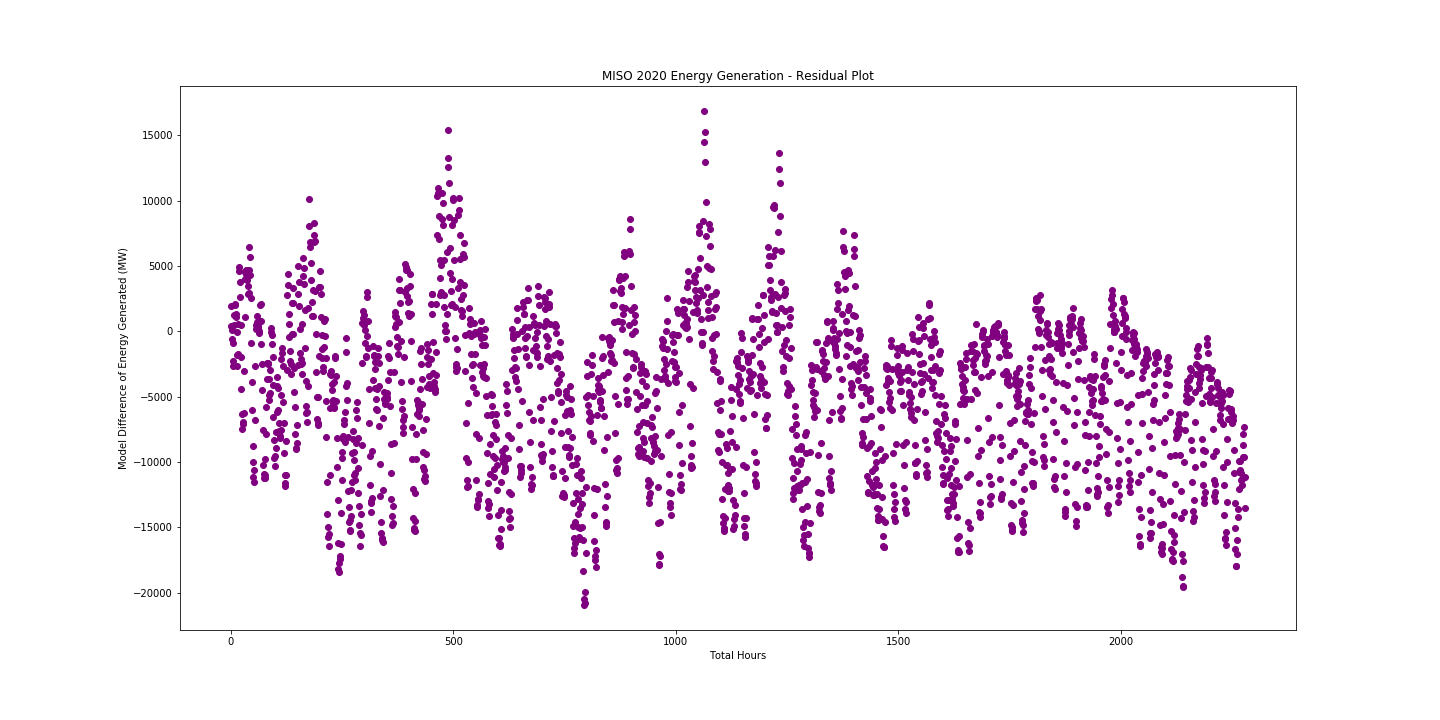 MISO 2020 Energy Generation - Residual Plot
Model Difference of Energy Generated (MW)
15000
10000
5000
0
−5000
−10000
−15000
−20000
0 500 1000 1500 2000
Total Hours